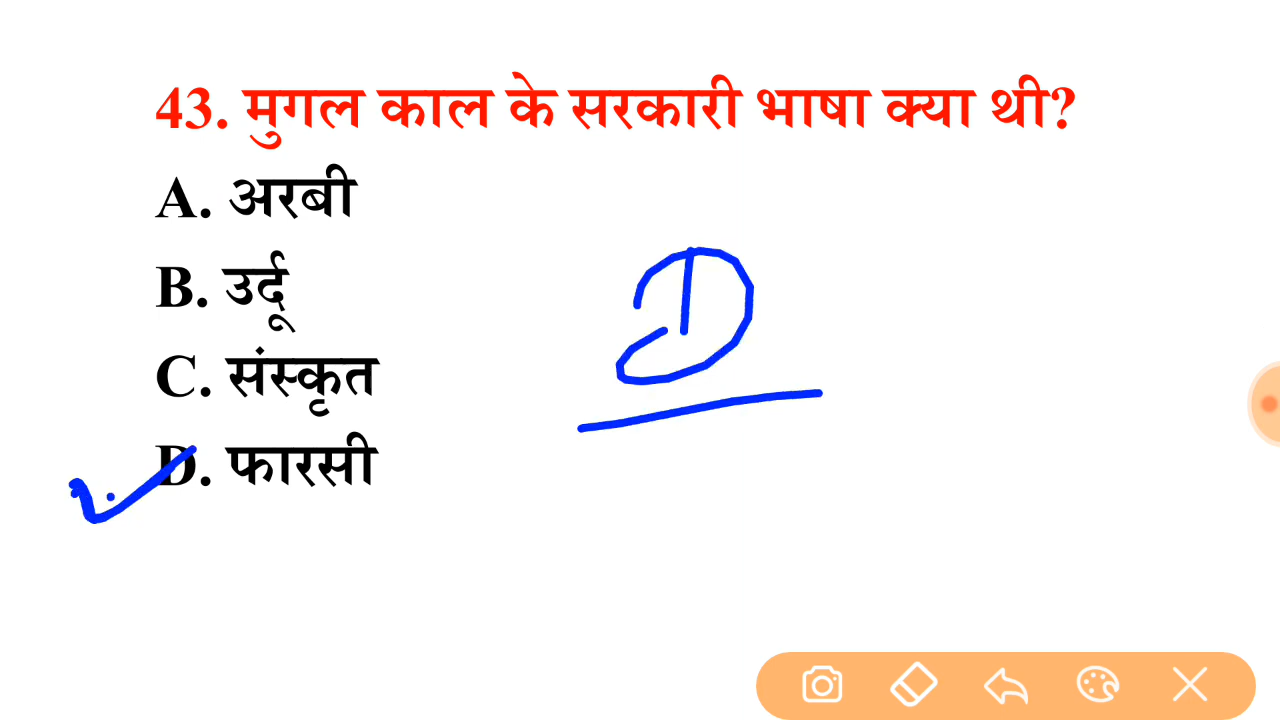 43. मुगल काल के सरकारी भाषा क्या थी?
A. अरबी
B. उर्दू
C. संस्कृत
D
D. फारसी